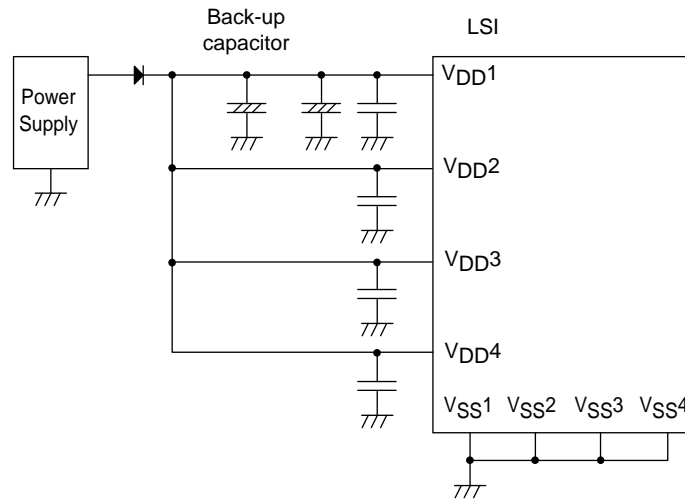 Back-up
capacitor
LSI
Power
Supply
VDD1
VDD2
VDD3
VDD4
VSS1 VSS2 VSS3 VSS4